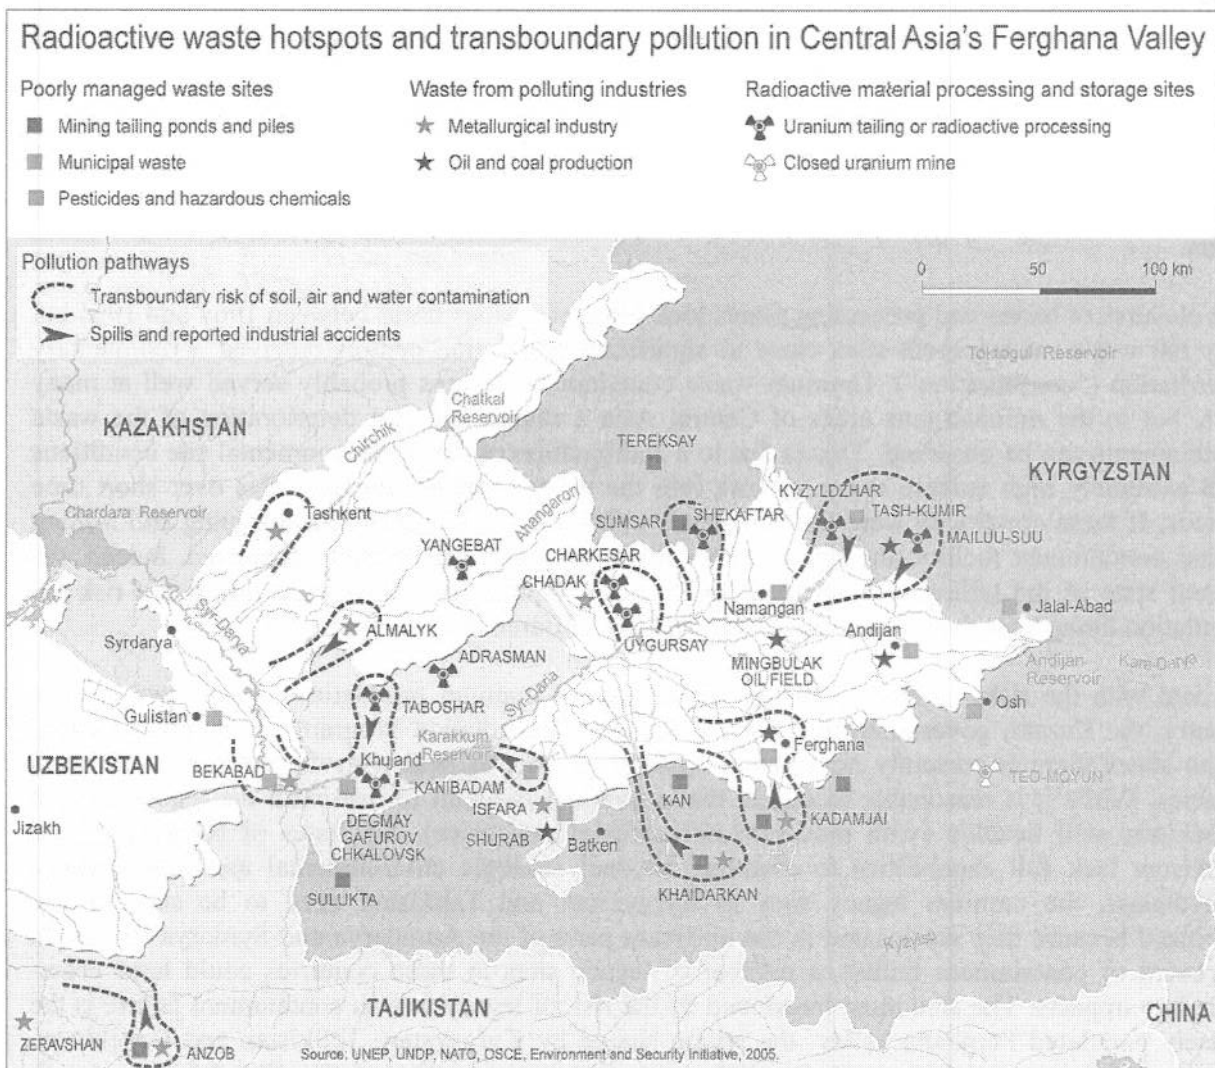 Radioactive waste hotspots and transboundary pollution in Central Asia's Ferghana Valley
Poorly managed waste sites
Mining tailing ponds and piles
Municipal waste
Pesticides and hazardous chemicals
Waste from polluting industries
Metallurgical industry
Oil and coal production
Radioactive material processing and storage sites
Uranium tailing or radioactive processing
Closed uranium mine
Pollution pathways
Transboundary risk of soil, air and water contamination
Spills and reported industrial accidents
0 50 100 km
Toktogul Reservoir
Chatkal
Reservoir
KAZAKHSTAN
Chirchik
TEREKSAY
KYRGYZSTAN
Chardara Reservoir
Tashkent
Ahangaron
KYZYLDZHAR
TASH-KUMIR
SUMSAR
SHEKAFTAR
MAILUU-SUU
YANGEBAT
CHARKESAR
CHADAK
Namangan
Jalal-Abad
Syr-Darya
Syrdarya
ALMALYK
UYGURSAY
Andijan
MINGBULAK
OIL FIELD
Andijan
Reservoir
ADRASMAN
Syr-Daria
TABOSHAR
Gulistan
Osh
Karakkum
Reservoir
Ferghana
UZBEKISTAN
BEKABAD
Khujand
KANIBADAM
TEO-MOYUN
ISFARA
KAN
Jizakh
DEGMAY
GAFUROV
CHKALOVSK
SHURAB
Batken
KADAMJAI
SULUKTA
KHAIDARKAN
TAJIKISTAN
CHINA
ZERAVSHAN
ANZOB
Source: UNEP, UNDP, NATO, OSCE, Environment and Security Initiative, 2005.